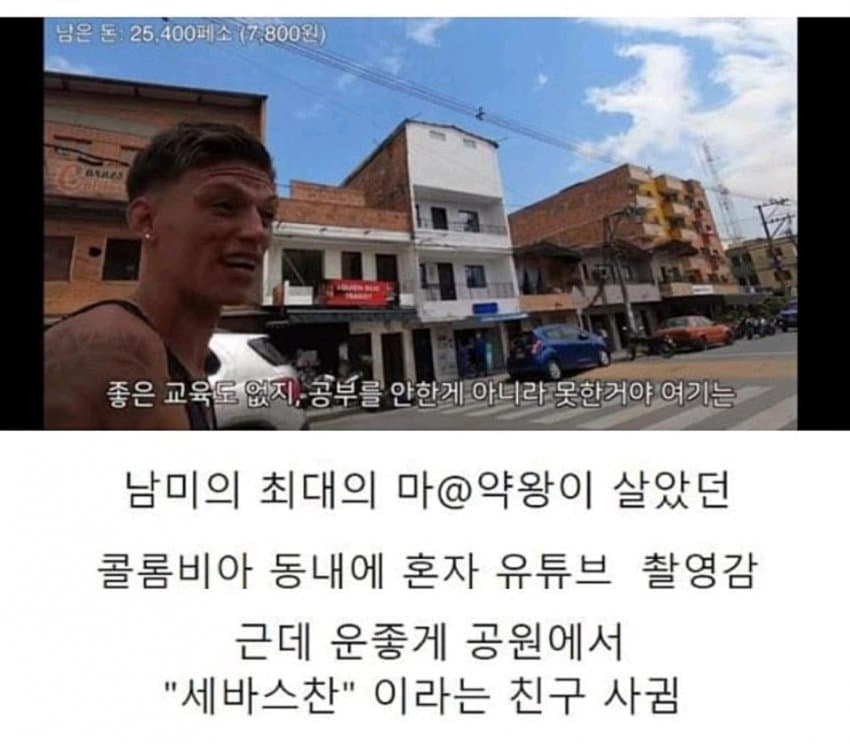 남은 돈: 25,400페소 (7,800원)
좋은 교육도 없지, 공부를 안한게 아니라 못한거야 여기는
남미의 최대의 마@약왕이 살았던
콜롬비아 동내에 혼자 유튜브 촬영감
근데 운좋게 공원에서
"세바스찬" 이라는 친구 사귐